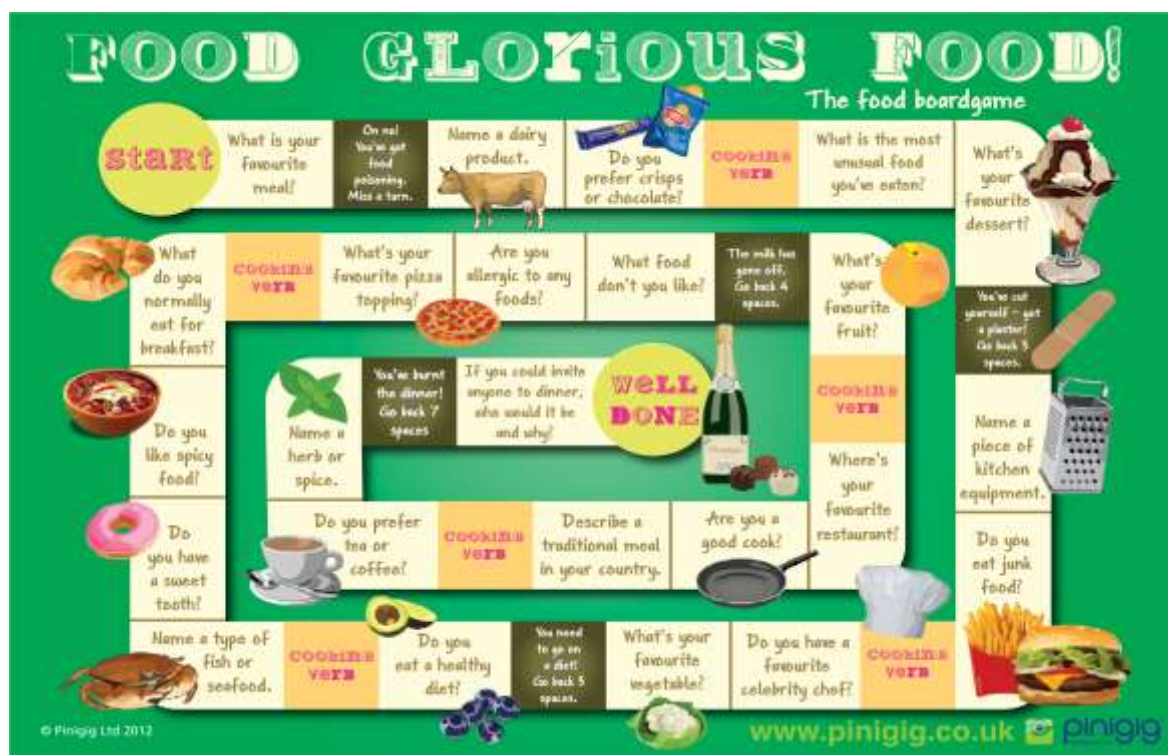 FOOD GLORIOUS FOOD!
The food boardgame
START
What is your
favourite
meal?
Oh no!
You've got
food
poisoning.
Miss a turn.
Name a dairy
product.
Do you
prefer crisps
or chocolate?
COOKING
VERB
What is the most
unusual food
you've eaten?
What's
your
favourite
dessert?
You've cut
yourself – get
a plaster!
Go back 3
spaces.
Name a
piece of
kitchen
equipment.
Do you
eat junk
food?
COOKING
VERB
Do you have a
favourite
celebrity chef?
What's your
favourite
vegetable?
You need
to go on
a diet!
Go back 3
spaces.
Do you
eat a healthy
diet?
COOKING
VERB
Name a type of
fish or
seafood.
Do
you have
a sweet
tooth?
Do you
like spicy
food?
What
do you
normally
eat for
breakfast?
COOKING
VERB
What's your
favourite pizza
topping?
Are you
allergic to any
foods?
What food
don't you like?
The milk has
gone off.
Go back 4
spaces.
What's
your
favourite
fruit?
COOKING
VERB
Where's
your
favourite
restaurant?
Are you a
good cook?
Describe a
traditional meal
in your country.
COOKING
VERB
Do you prefer
tea or
coffee?
Name a
herb or
spice.
You've burnt
the dinner!
Go back 7
spaces
If you could invite
anyone to dinner,
who would it be
and why?
WELL
DONE
© Pinigig Ltd 2012
www.pinigig.co.uk
pinigig